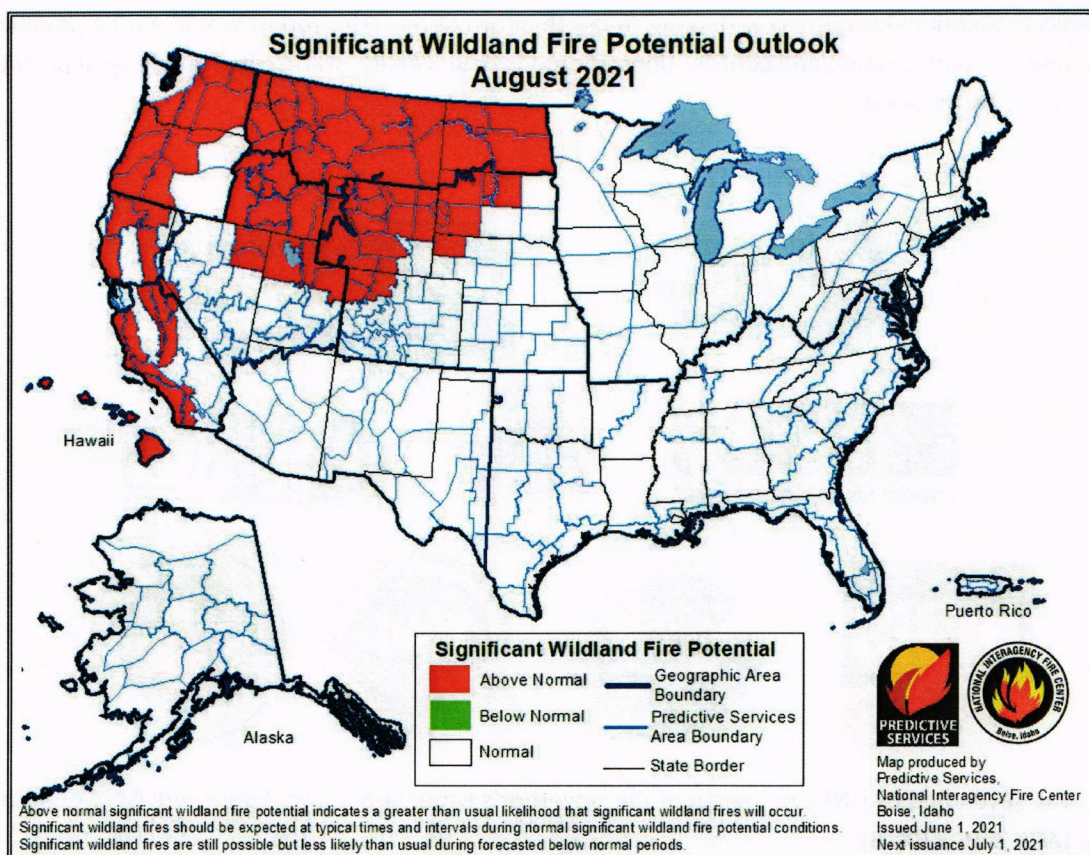 Significant Wildland Fire Potential Outlook
August 2021
Hawaii
Alaska
Puerto Rico
Significant Wildland Fire Potential
Above Normal
Below Normal
Normal
Geographic Area
Boundary
Predictive Services
Area Boundary
State Border
PREDICTIVE
SERVICES
NATIONAL INTERAGENCY FIRE CENTER
Boise, Idaho
Map produced by
Predictive Services,
National Interagency Fire Center
Boise, Idaho
Issued June 1, 2021
Next issuance July 1, 2021
Above normal significant wildland fire potential indicates a greater than usual likelihood that significant wildland fires will occur.
Significant wildland fires should be expected at typical times and intervals during normal significant wildland fire potential conditions.
Significant wildland fires are still possible but less likely than usual during forecasted below normal periods.